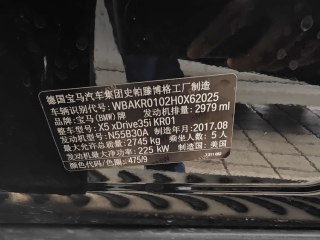 德国宝马汽车集团史帕滕博格工厂制造
车辆识别代号: WBAKR0102H0X62025
品牌: 宝马(BMW)牌 发动机排量: 2979 ml
整车型号: X5 xDrive35i KR01
发动机型号: N55B30A 制造年月: 2017.08
最大允许总质量: 2745 kg 乘坐人数: 5 人
最大发动机净功率: 225 kW 制造国: 美国
颜色代码/色圈: 475/9